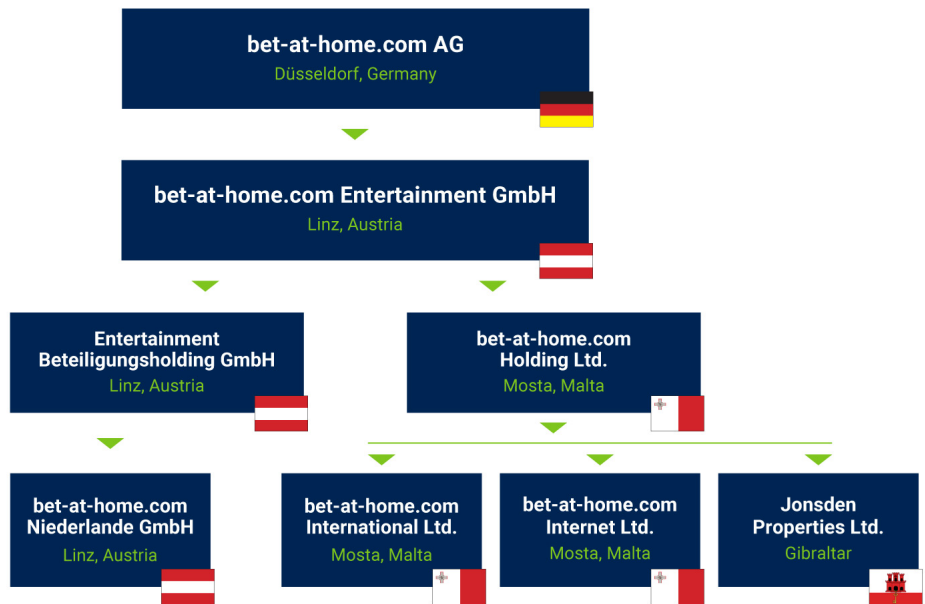 bet-at-home.com AG
Düsseldorf, Germany
bet-at-home.com Entertainment GmbH
Linz, Austria
Entertainment
Beteiligungsholding GmbH
Linz, Austria
bet-at-home.com
Holding Ltd.
Mosta, Malta
bet-at-home.com
Niederlande GmbH
Linz, Austria
bet-at-home.com
International Ltd.
Mosta, Malta
bet-at-home.com
Internet Ltd.
Mosta, Malta
Jonsden
Properties Ltd.
Gibraltar